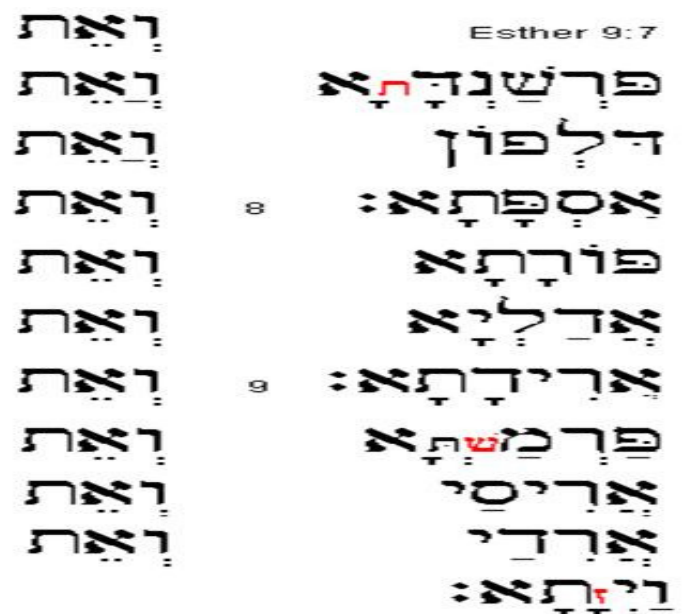 Esther 9:7 וְאֵת
פַּרְשַׁנְדָּתָא וְאֵת
דַּלְפוֹן וְאֵת
אַסְפָּתָא׃ 8 וְאֵת
פּוֹרָתָא וְאֵת
אֲדַלְיָא וְאֵת
אֲרִידָתָא׃ 9 וְאֵת
פַּרְמַשְׁתָּא וְאֵת
אֲרִיסַי וְאֵת
אֲרִדַי וְאֵת
וַיְזָתָא׃